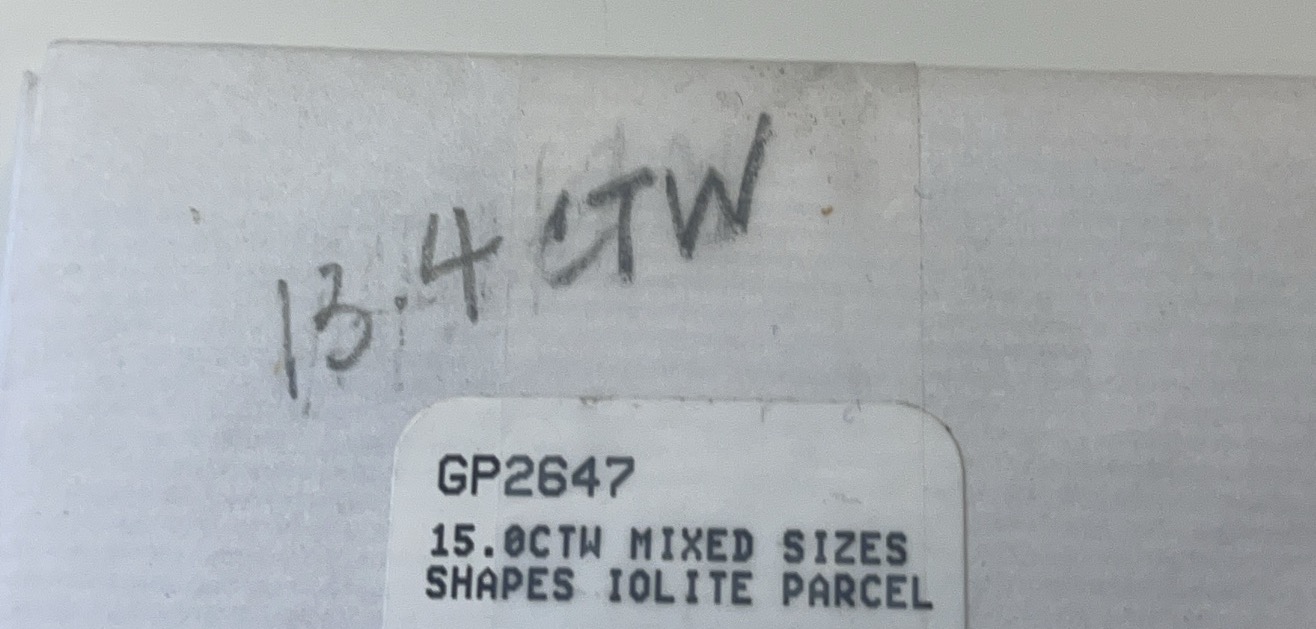 13.4 CTW
GP2647
15.0CTW MIXED SIZES
SHAPES IOLITE PARCEL